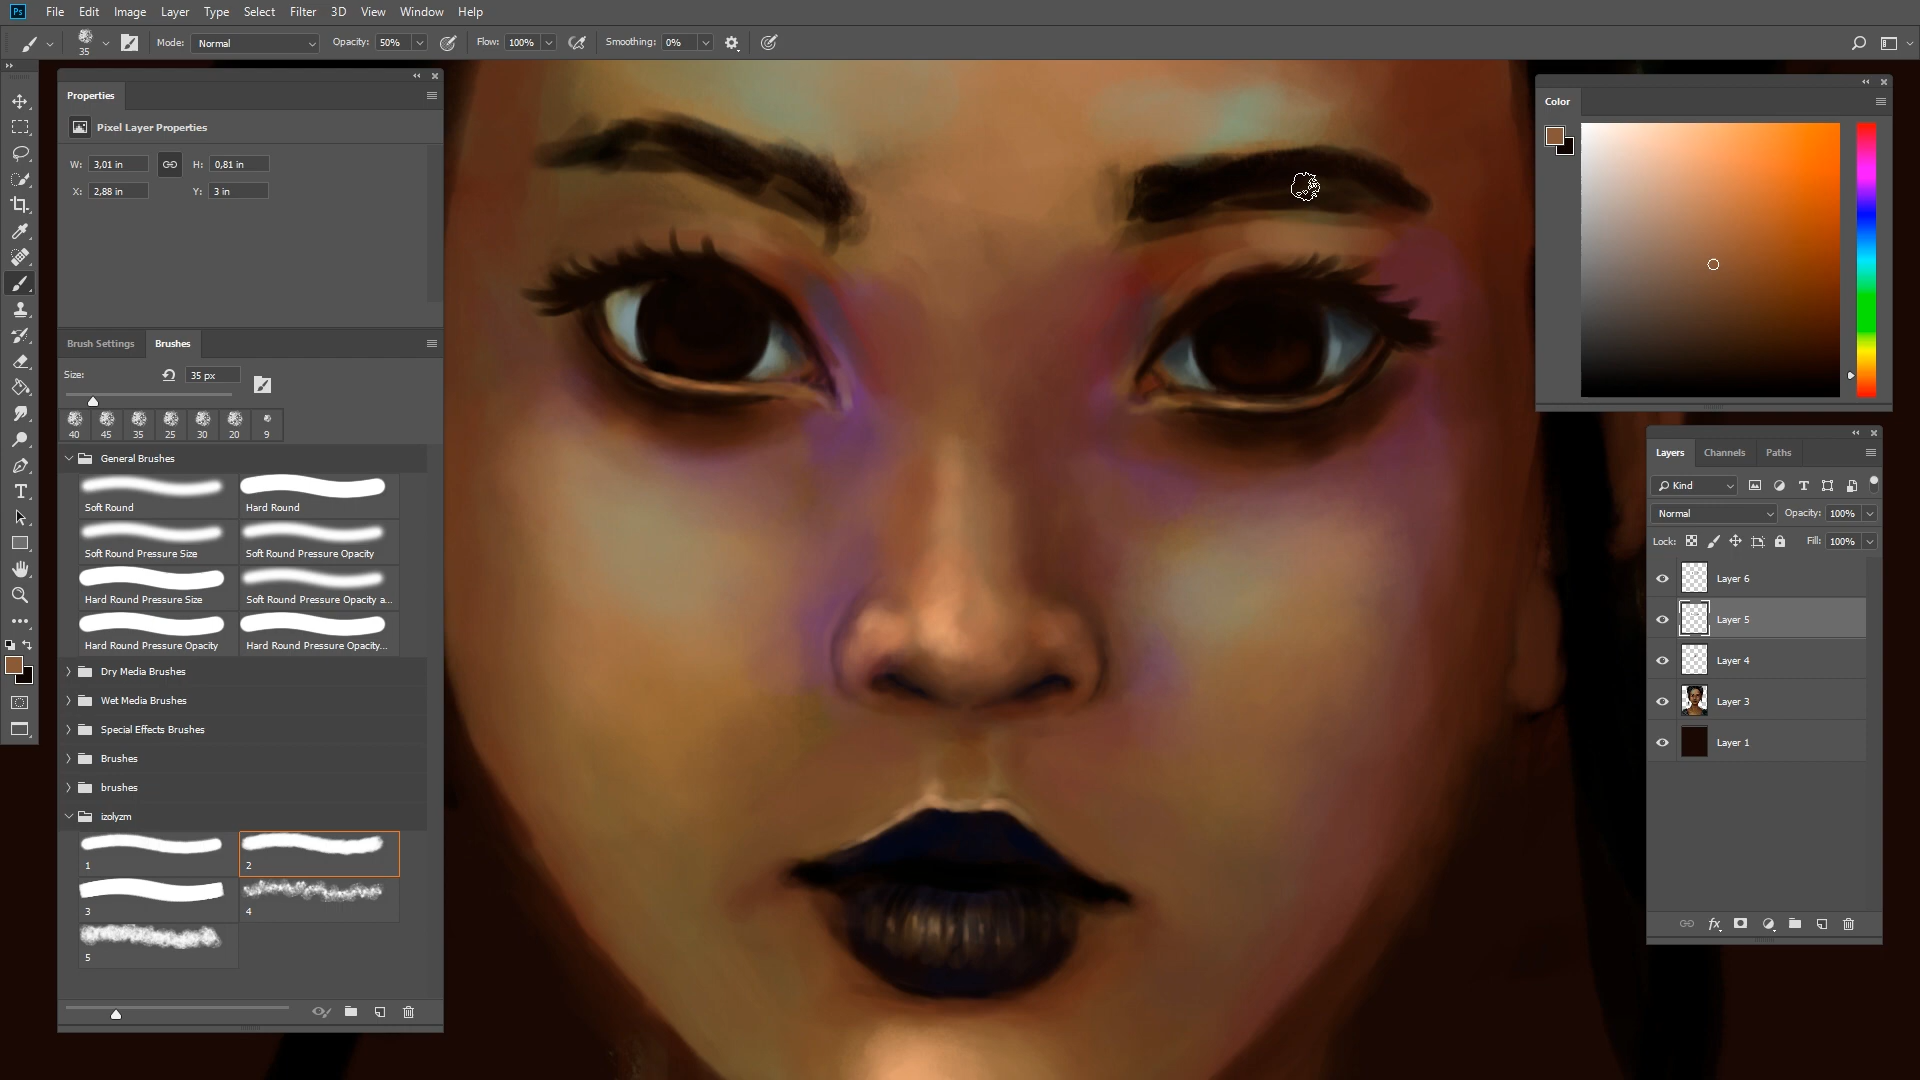 Ps File Edit Image Layer Type Select Filter 3D View Window Help
35 Mode: Normal Opacity: 50% Flow: 100% Smoothing: 0%
Properties
Pixel Layer Properties
W: 3,01 in H: 0,81 in
X: 2,88 in Y: 3 in
Brush Settings Brushes
Size: 35 px
40 45 35 25 30 20 9
General Brushes
Soft Round Hard Round
Soft Round Pressure Size Soft Round Pressure Opacity
Hard Round Pressure Size Soft Round Pressure Opacity a...
Hard Round Pressure Opacity Hard Round Pressure Opacity...
Dry Media Brushes
Wet Media Brushes
Special Effects Brushes
Brushes
brushes
izolyzm
1 2
3 4
5
Color
Layers Channels Paths
Kind
Normal Opacity: 100%
Lock: Fill: 100%
Layer 6
Layer 5
Layer 4
Layer 3
Layer 1
fx